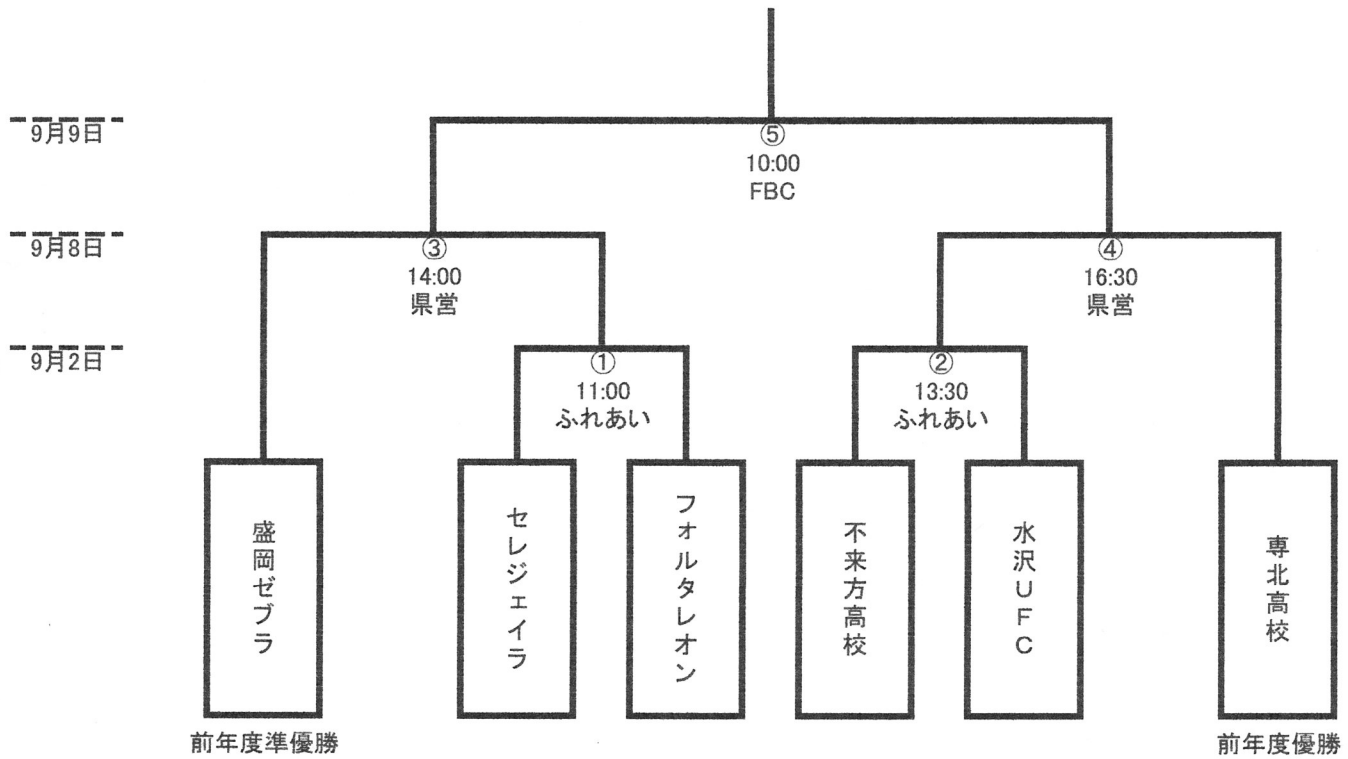 9月9日
⑤
10:00
FBC
9月8日
③
14:00
県営
④
16:30
県営
9月2日
①
11:00
ふれあい
②
13:30
ふれあい
盛岡ゼブラ
セレジェイラ
フォルタレオン
不来方高校
水沢UFC
専北高校
前年度準優勝
前年度優勝